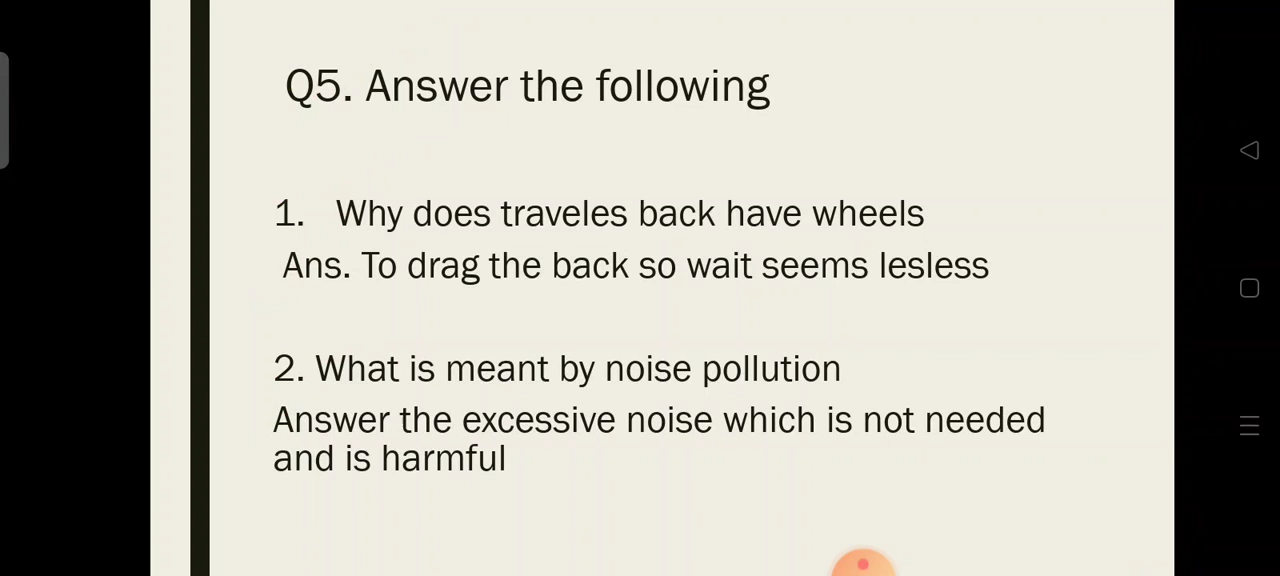 Q5. Answer the following
1. Why does traveles back have wheels
Ans. To drag the back so wait seems lesless
2. What is meant by noise pollution
Answer the excessive noise which is not needed
and is harmful